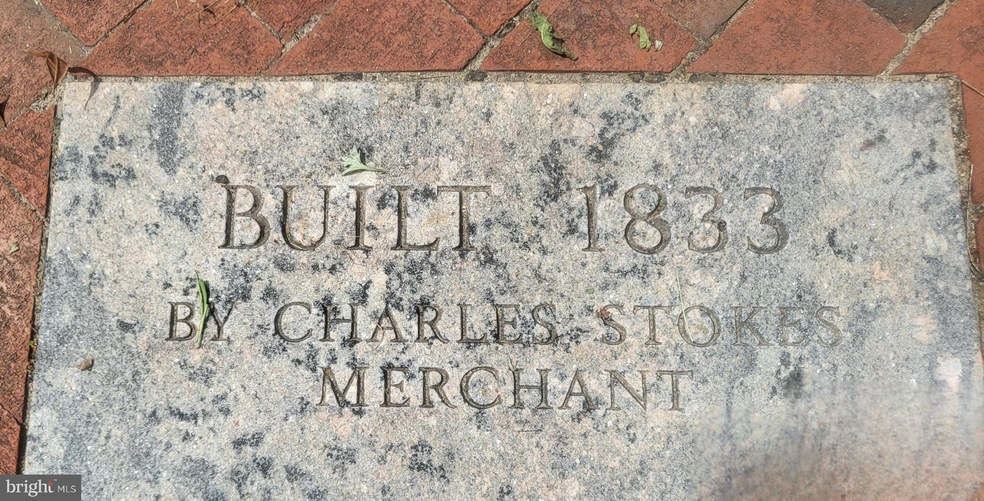 BUILT 1833
BY CHARLES STOKES
MERCHANT
bright MLS